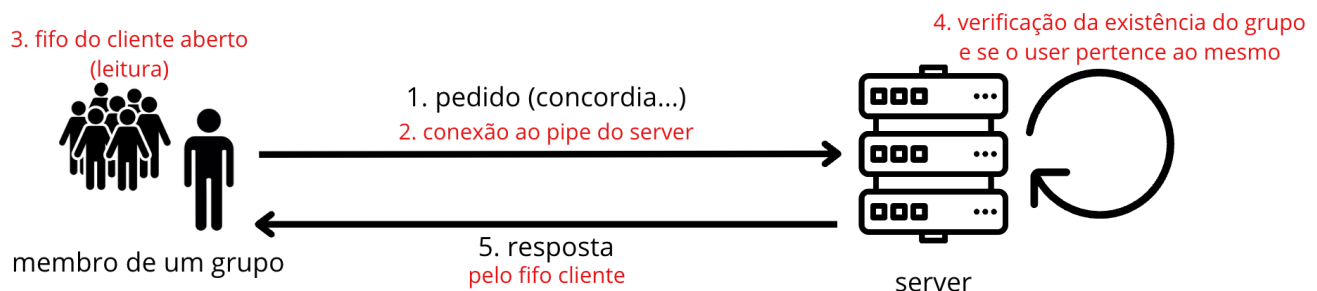 3. fifo do cliente aberto
(leitura)
1. pedido (concordia...)
2. conexão ao pipe do server
4. verificação da existência do grupo
e se o user pertence ao mesmo
membro de um grupo
5. resposta
pelo fifo cliente
server